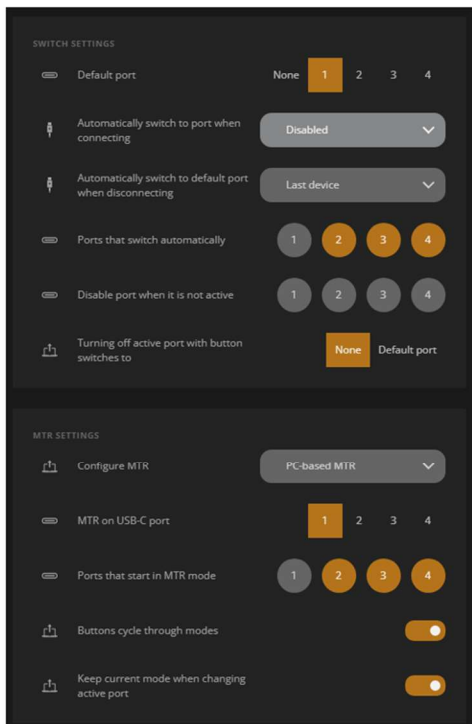 SWITCH SETTINGS
Default port None 1 2 3 4
Automatically switch to port when
connecting
Disabled
Automatically switch to default port
when disconnecting
Last device
Ports that switch automatically 1 2 3 4
Disable port when it is not active 1 2 3 4
Turning off active port with button
switches to
None Default port
MTR SETTINGS
Configure MTR PC-based MTR
MTR on USB-C port 1 2 3 4
Ports that start in MTR mode 1 2 3 4
Buttons cycle through modes
Keep current mode when changing
active port